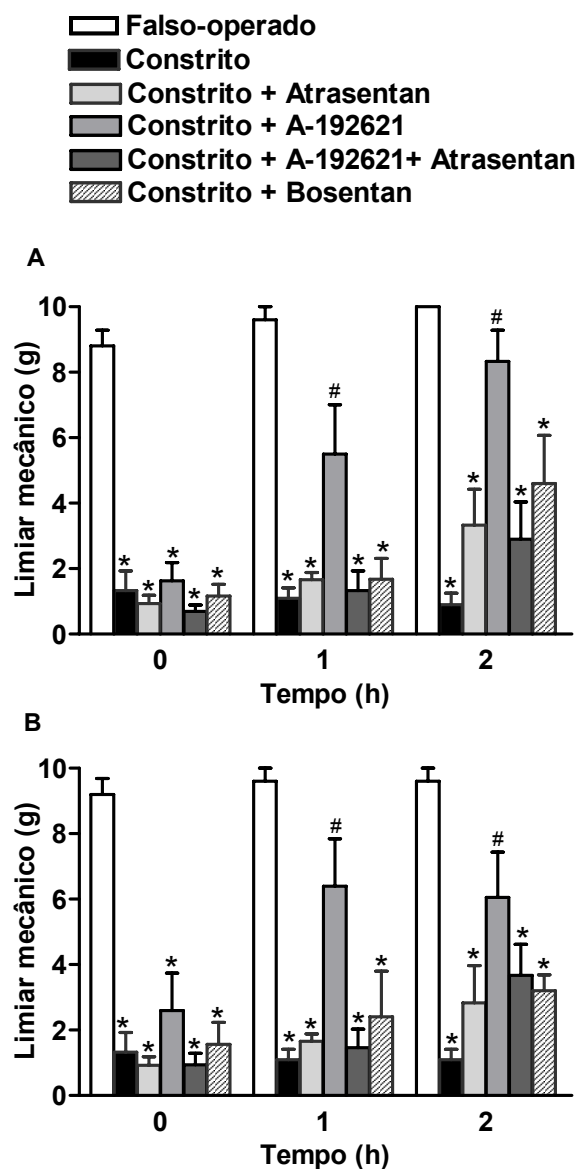 Falso-operado
Constrito
Constrito + Atrasentan
Constrito + A-192621
Constrito + A-192621+ Atrasentan
Constrito + Bosentan
A
Limiar mecânico (g)
10
8
6
4
2
0
* * * * *
* * # * *
* * # * *
0 1 2
Tempo (h)
B
Limiar mecânico (g)
10
8
6
4
2
0
* * * * *
* * # * *
* * # * *
0 1 2
Tempo (h)